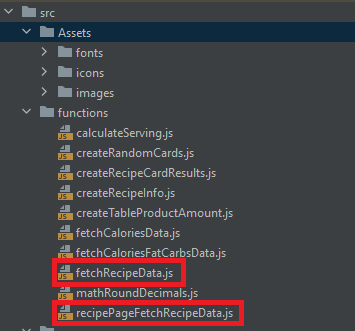 src
Assets
fonts
icons
images
functions
calculateServing.js
createRandomCards.js
createRecipeCardResults.js
createRecipeInfo.js
createTableProductAmount.js
fetchCaloriesData.js
fetchCaloriesFatCarbsData.js
fetchRecipeData.js
mathRoundDecimals.js
recipePageFetchRecipeData.js